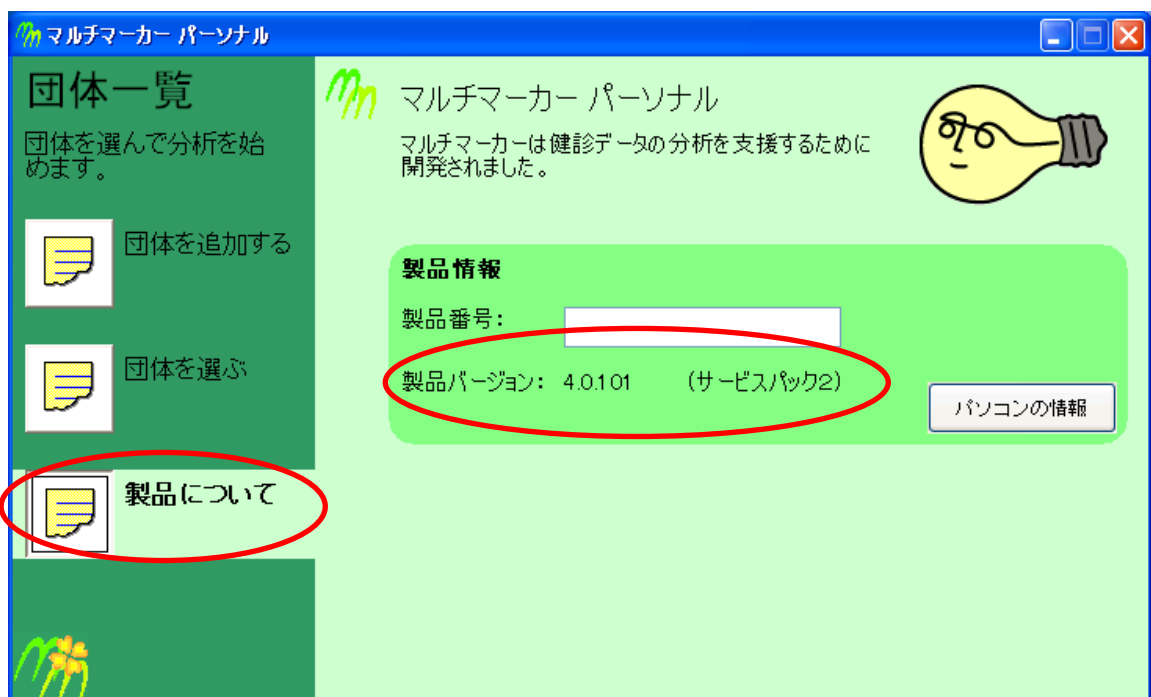 マルチマーカー パーソナル
団体一覧
団体を選んで分析を始
めます。
団体を追加する
団体を選ぶ
製品について
マルチマーカー パーソナル
マルチマーカーは健診データの分析を支援するために
開発されました。
製品情報
製品番号:
製品バージョン: 4.0.101 (サービスパック2)
パソコンの情報